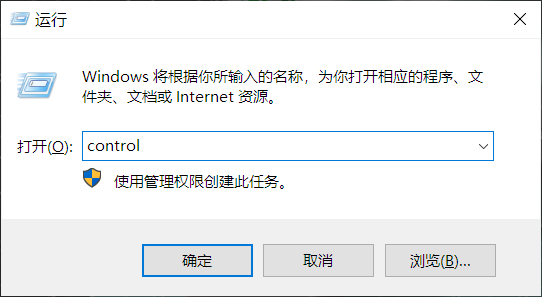 运行
Windows 将根据你所输入的名称，为你打开相应的程序、文
件夹、文档或 Internet 资源。
打开(O): control
使用管理权限创建此任务。
确定 取消 浏览(B)...